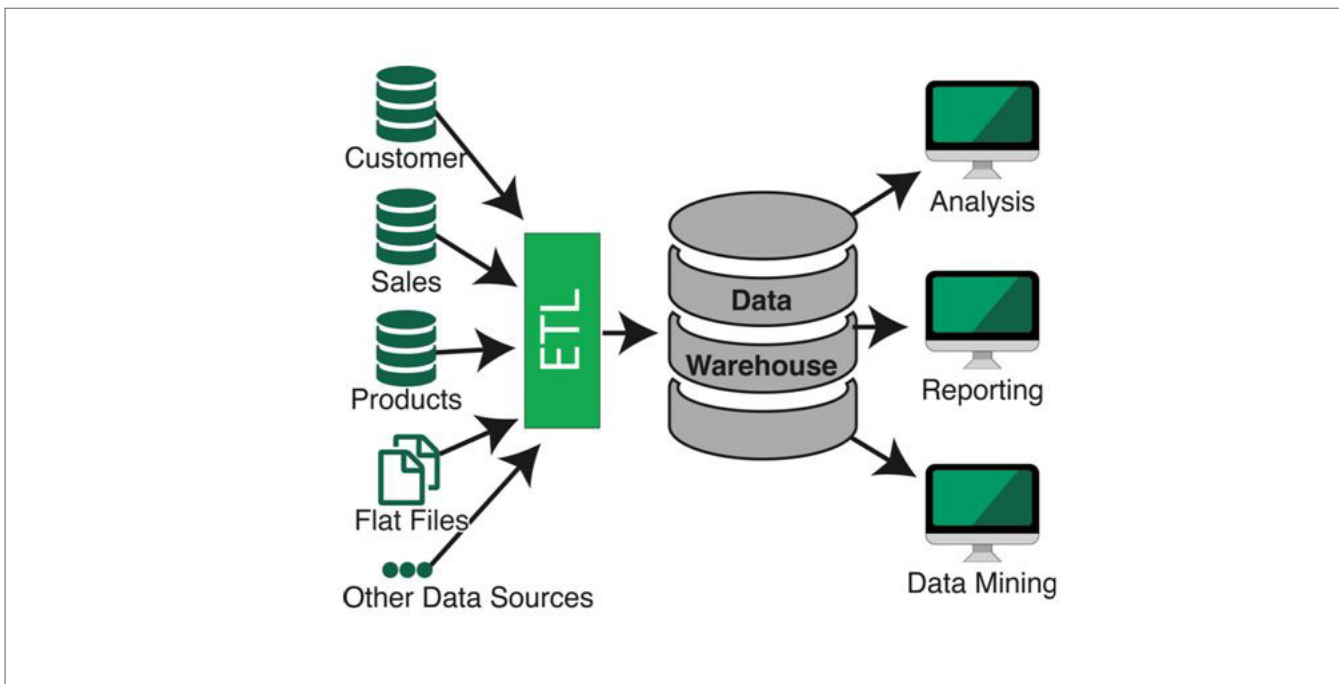 Customer
Sales
Products
Flat Files
Other Data Sources
ETL
Data
Warehouse
Analysis
Reporting
Data Mining